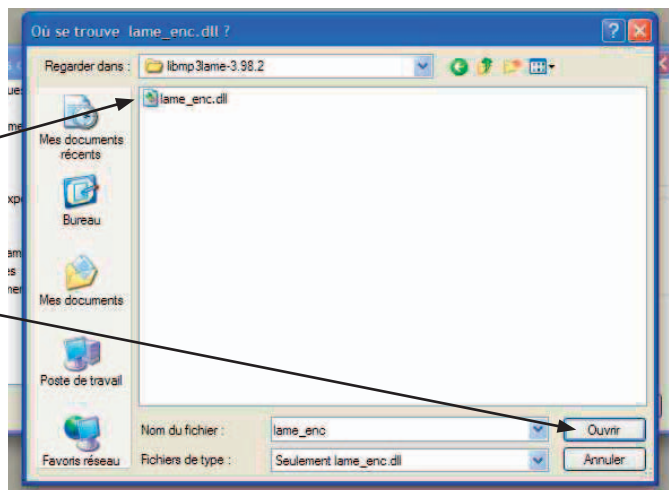 Où se trouve lame_enc.dll ?
Regarder dans :
libmp3lame-3.98.2
lame_enc.dll
Mes documents
récents
Bureau
Mes documents
Poste de travail
Favoris réseau
Nom du fichier :
lame_enc
Ouvrir
Fichiers de type :
Seulement lame_enc.dll
Annuler